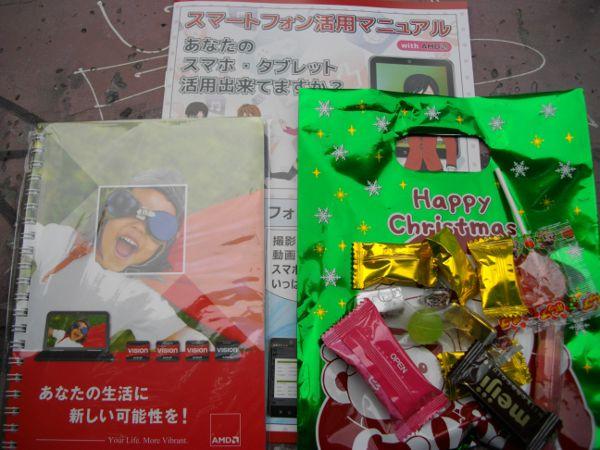 スマートフォン活用マニュアル
with AMD
あなたの
スマホ・タブレット
活用出来てますか?
撮影
動画
スマホ
いっぱ
VISION VISION VISION VISION
あなたの生活に
新しい可能性を!
Your Life. More Vibrant.
AMD
Happy
Christmas
OPEN
meiji